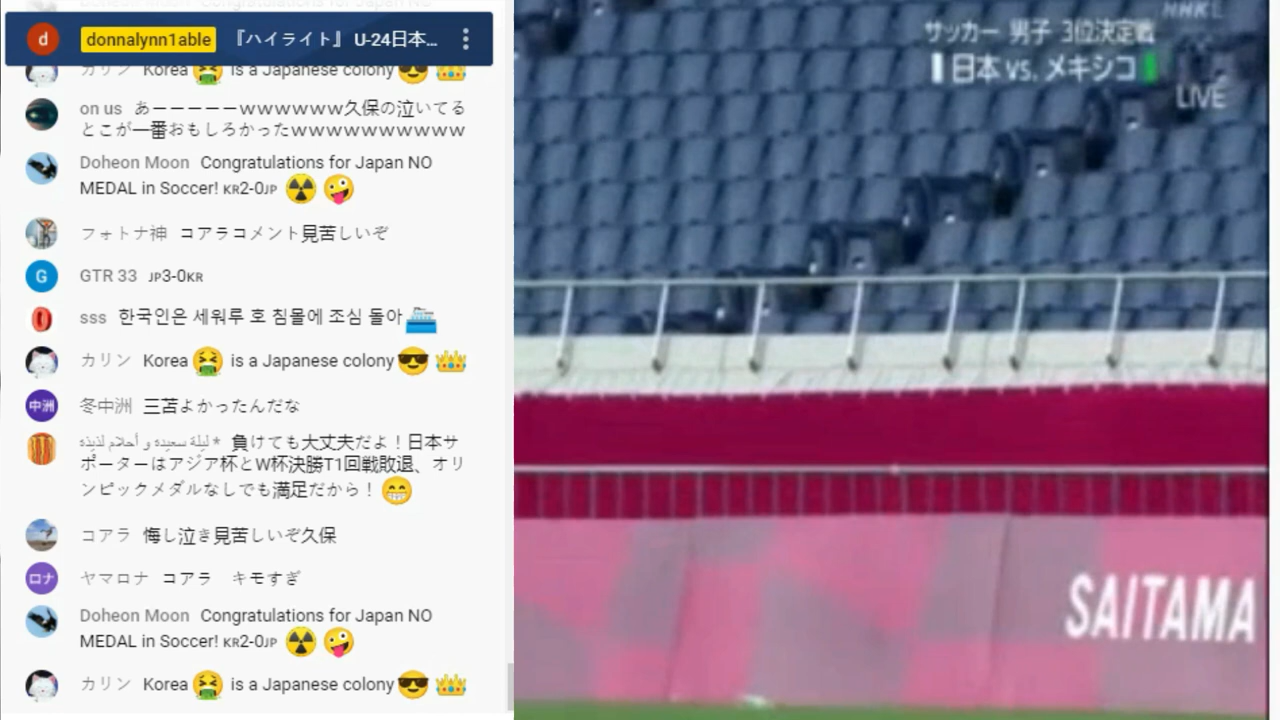 d donnalynn1able 『ハイライト』 U-24日本...
カリン Korea🤮 is a Japanese colony😎👑
on us あーーーーーwwwwww久保の泣いてる
とこが一番おもしろかったwwwwwwwwww
Doheon Moon Congratulations for Japan NO
MEDAL in Soccer! KR2-0JP ☢️🤪
フォトナ神 コアラコメント見苦しいぞ
G GTR 33 JP3-0KR
sss 한국인은 세워루 호 침몰에 조심 돌아🛳️
カリン Korea🤮 is a Japanese colony😎👑
中洲 冬中洲 三苫よかったんだな
ليلة سعيده و أحلام لذيذه * 負けても大丈夫だよ！日本サ
ポーターはアジア杯とW杯決勝T1回戦敗退、オリ
ンピックメダルなしでも満足だから！😁
コアラ 悔し泣き見苦しいぞ久保
ロナ ヤマロナ コアラ　キモすぎ
Doheon Moon Congratulations for Japan NO
MEDAL in Soccer! KR2-0JP ☢️🤪
カリン Korea🤮 is a Japanese colony😎👑
サッカー 男子 3位決定戦
日本 vs. メキシコ
LIVE
SAITAMA